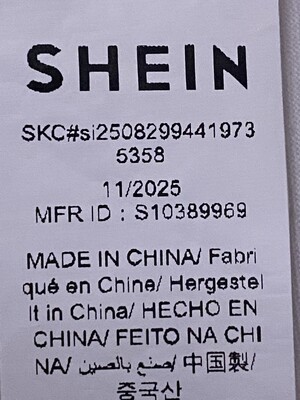 SHEIN
SKC#si2508299441973
5358
11/2025
MFR ID : S10389969
MADE IN CHINA/ Fabri
qué en Chine/ Hergestel
lt in China/ HECHO EN
CHINA/ FEITO NA CHI
NA/ صنع بالصين/ 中国製/
중국산